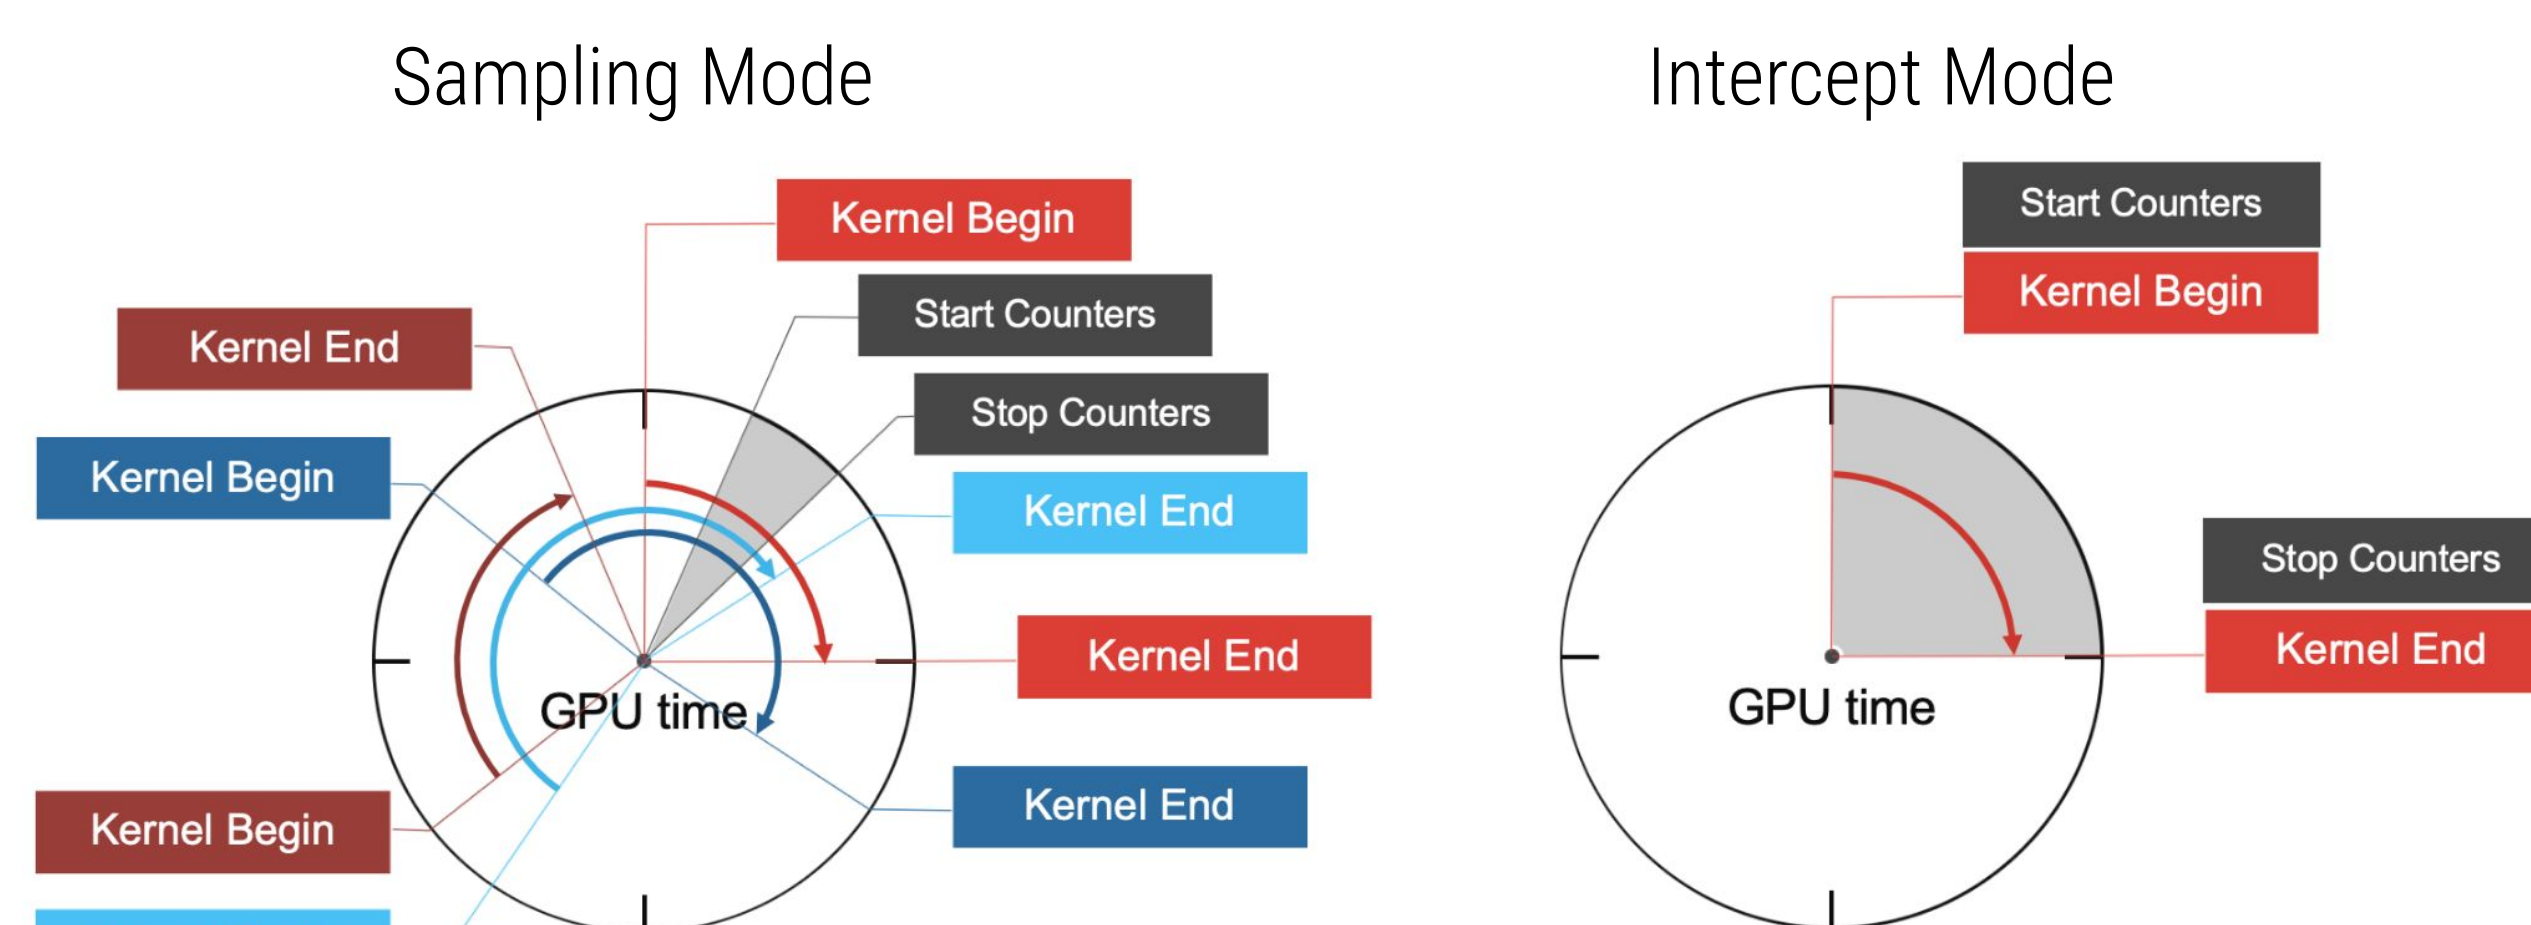 Sampling Mode
Kernel Begin
Start Counters
Kernel End
Stop Counters
Kernel Begin
Kernel End
Kernel End
GPU time
Kernel End
Kernel Begin
Intercept Mode
Start Counters
Kernel Begin
Stop Counters
Kernel End
GPU time